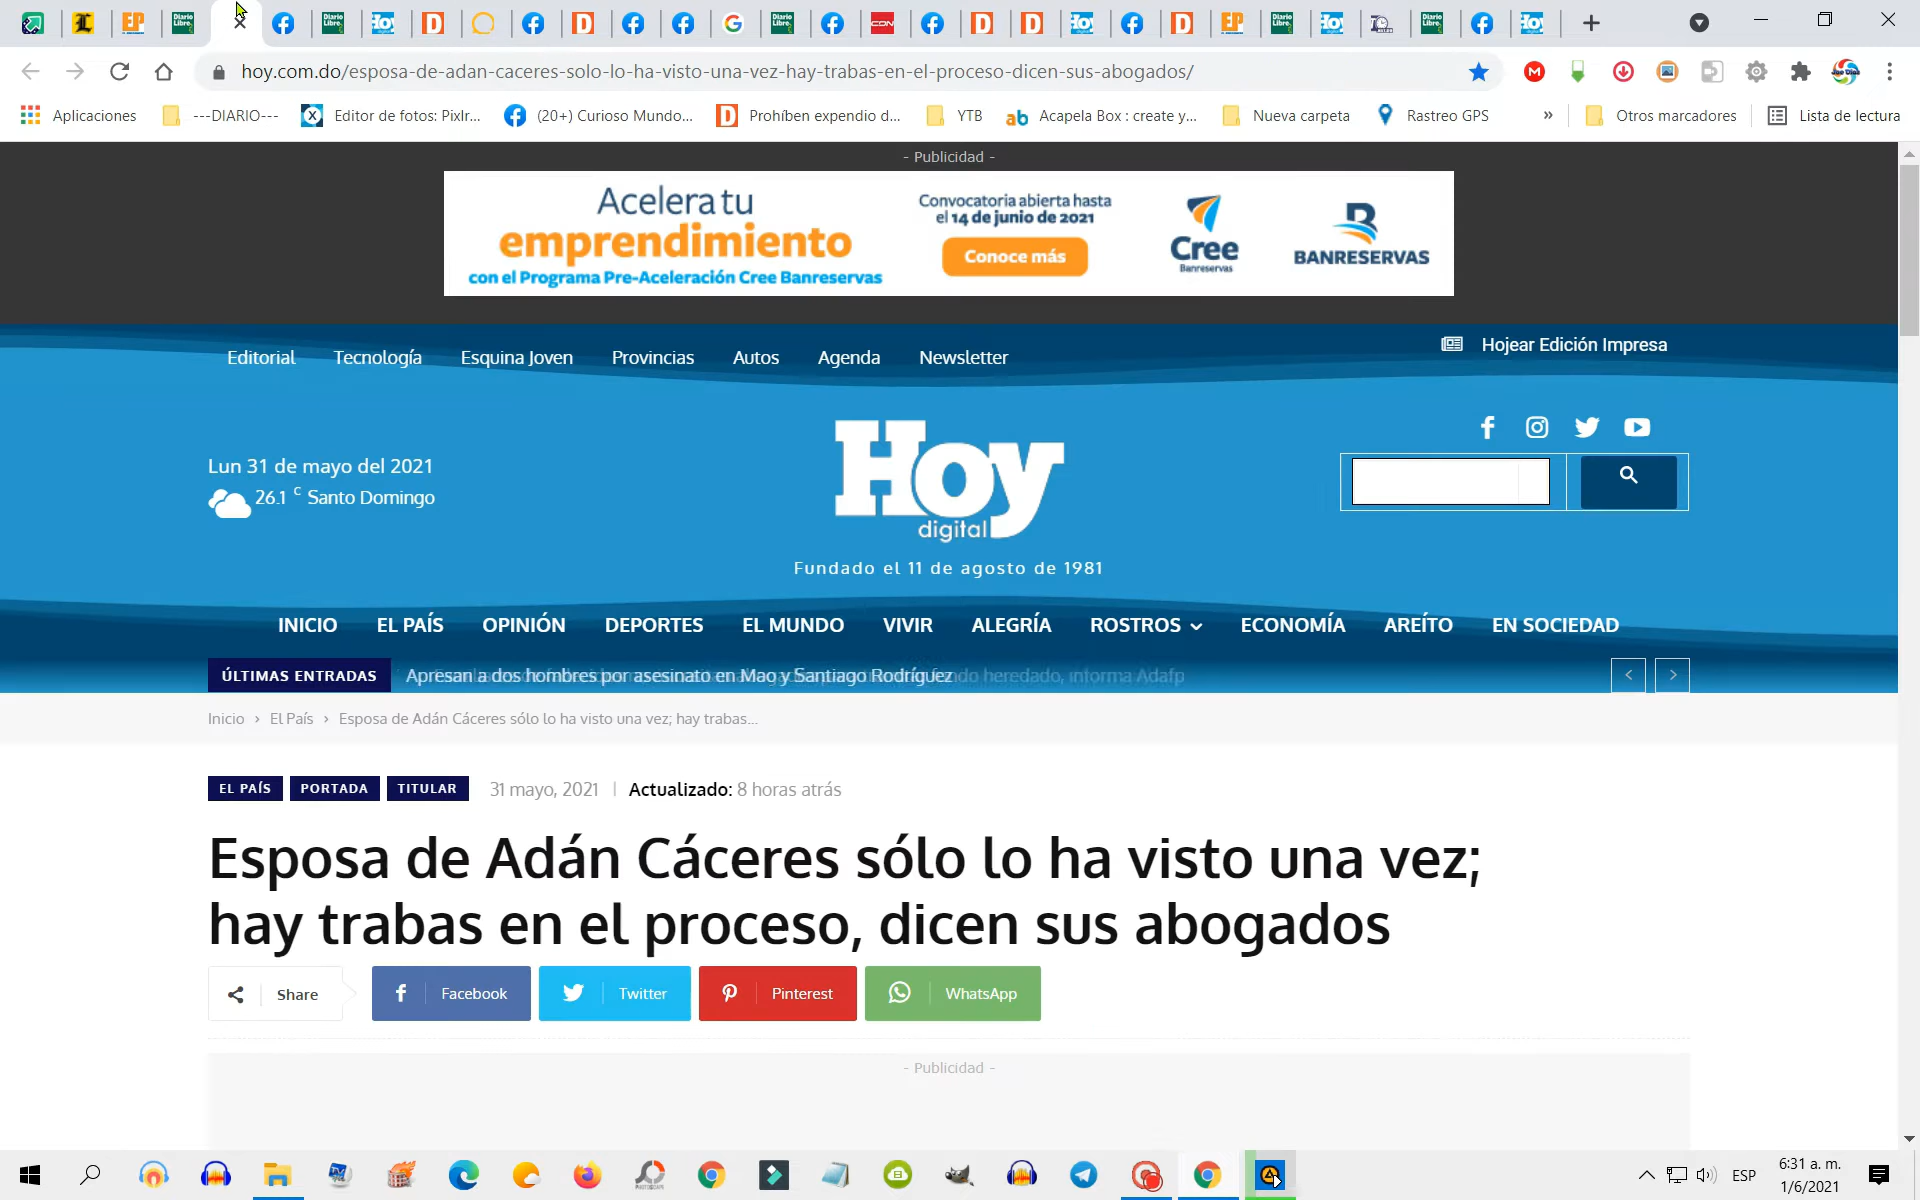 hoy.com.do/esposa-de-adan-caceres-solo-lo-ha-visto-una-vez-hay-trabas-en-el-proceso-dicen-sus-abogados/
Aplicaciones
---DIARIO---
Editor de fotos: Pixlr...
(20+) Curioso Mundo...
Prohíben expendio d...
YTB
Acapela Box : create y...
Nueva carpeta
Rastreo GPS
»
Otros marcadores
Lista de lectura
- Publicidad -
Acelera tu
emprendimiento
con el Programa Pre-Aceleración Cree Banreservas
Convocatoria abierta hasta
el 14 de junio de 2021
Conoce más
Cree
Banreservas
BANRESERVAS
Editorial
Tecnología
Esquina Joven
Provincias
Autos
Agenda
Newsletter
Hojear Edición Impresa
Lun 31 de mayo del 2021
26.1 C Santo Domingo
Hoy
digital
Fundado el 11 de agosto de 1981
INICIO
EL PAÍS
OPINIÓN
DEPORTES
EL MUNDO
VIVIR
ALEGRÍA
ROSTROS
ECONOMÍA
AREÍTO
EN SOCIEDAD
ÚLTIMAS ENTRADAS
Apresan a dos hombres por asesinato en Mao y Santiago Rodríguez
heredado, informa Adafp
Inicio › El País › Esposa de Adán Cáceres sólo lo ha visto una vez; hay trabas...
EL PAÍS
PORTADA
TITULAR
31 mayo, 2021 | Actualizado: 8 horas atrás
Esposa de Adán Cáceres sólo lo ha visto una vez;
hay trabas en el proceso, dicen sus abogados
Share
Facebook
Twitter
Pinterest
WhatsApp
- Publicidad -
ESP
6:31 a. m.
1/6/2021